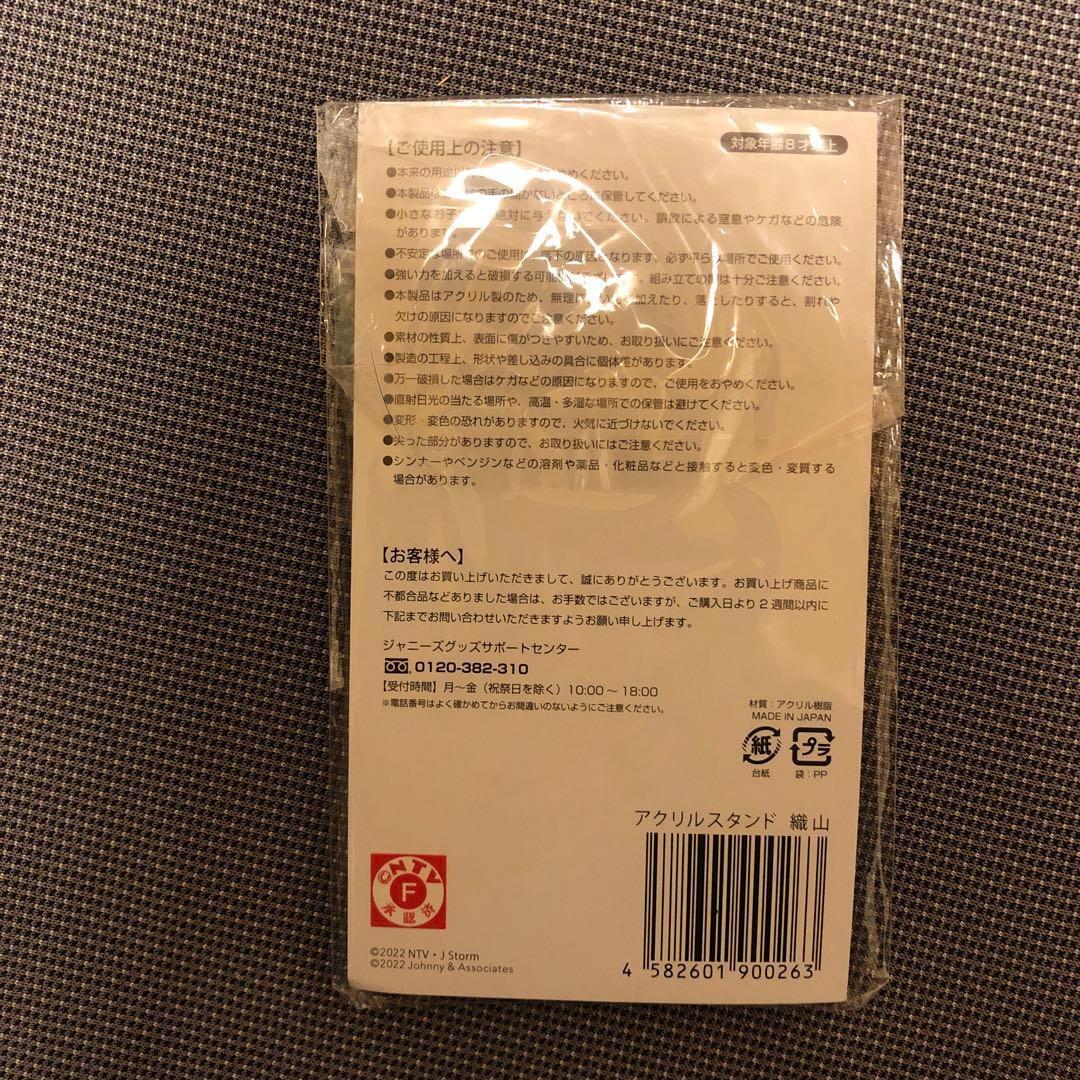 【ご使用上の注意】
対象年齢8才以上
●本来の用途以 おやめください。
●本製品は の手の届かないところに保管してください。
●小さなお子 絶対に与えないでください。誤飲による窒息やケガなどの危険
があります。
●不安定な場所でのご使用は 下の原因となります。必ず平らな場所でご使用ください。
●強い力を加えると破損する可能 組み立ての際は十分ご注意ください。
●本製品はアクリル製のため、無理に 加えたり、落としたりすると、割れや
欠けの原因になりますのでご注意ください。
●素材の性質上、表面に傷がつきやすいため、お取り扱いにご注意ください。
●製造の工程上、形状や差し込みの具合に個体差があります。
●万一破損した場合はケガなどの原因になりますので、ご使用をおやめください。
●直射日光の当たる場所や、高温・多湿な場所での保管は避けてください。
●変形・変色の恐れがありますので、火気に近づけないでください。
●尖った部分がありますので、お取り扱いにはご注意ください。
●シンナーやベンジンなどの溶剤や薬品・化粧品などと接触すると変色・変質する
場合があります。
【お客様へ】
この度はお買い上げいただきまして、誠にありがとうございます。お買い上げ商品に
不都合品などありました場合は、お手数ではございますが、ご購入日より2週間以内に
下記までお問い合わせいただきますようお願い申し上げます。
ジャニーズグッズサポートセンター
0120-382-310
【受付時間】月〜金（祝祭日を除く）10:00〜18:00
※電話番号はよく確かめてからお間違いのないようにご注意ください。
材質：アクリル樹脂
MADE IN JAPAN
紙 プラ
台紙 袋：PP
アクリルスタンド 織山
©NTV
F
承認済
4 582601 900263
©2022 NTV・J Storm
©2022 Johnny & Associates